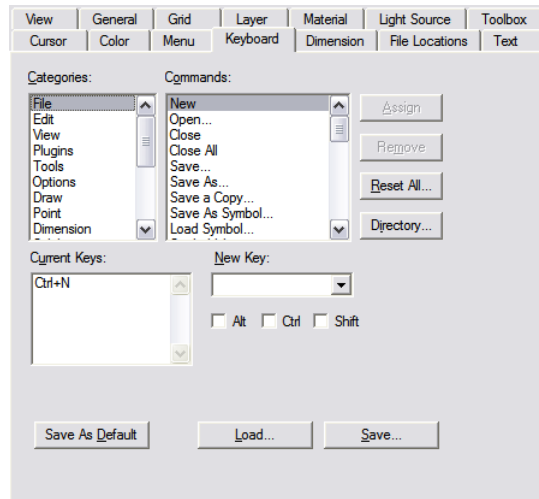 View General Grid Layer Material Light Source Toolbox
Cursor Color Menu Keyboard Dimension File Locations Text
Categories: Commands:
File New Assign
Edit Open...
View Close
Plugins Close All Remove
Tools Save...
Options Save As... Reset All...
Draw Save a Copy...
Point Save As Symbol...
Dimension Load Symbol... Directory...
Current Keys: New Key:
Ctrl+N
Alt Ctrl Shift
Save As Default Load... Save...